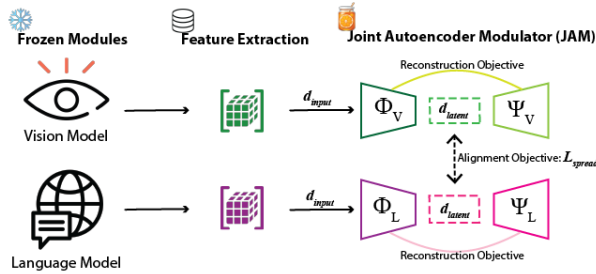 Frozen Modules
Feature Extraction
Joint Autoencoder Modulator (JAM)
Reconstruction Objective
d_input
Φ_V
d_latent
Ψ_V
Vision Model
Alignment Objective: L_spread
d_input
Φ_L
d_latent
Ψ_L
Language Model
Reconstruction Objective